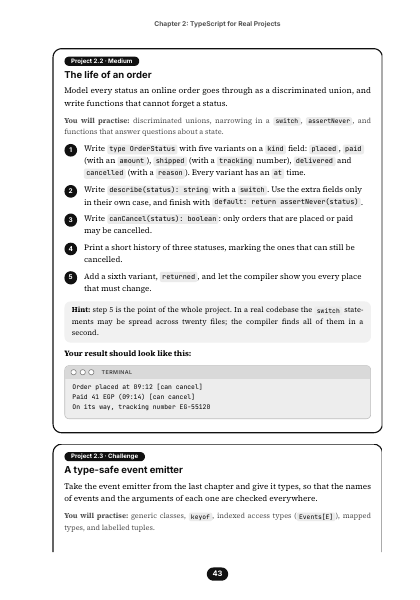 Chapter 2: TypeScript for Real Projects
Project 2.2 · Medium
The life of an order
Model every status an online order goes through as a discriminated union, and
write functions that cannot forget a status.
You will practise: discriminated unions, narrowing in a switch, assertNever, and
functions that answer questions about a state.
1 Write type OrderStatus with five variants on a kind field: placed, paid
(with an amount), shipped (with a tracking number), delivered and
cancelled (with a reason). Every variant has an at time.
2 Write describe(status): string with a switch. Use the extra fields only
in their own case, and finish with default: return assertNever(status).
3 Write canCancel(status): boolean: only orders that are placed or paid
may be cancelled.
4 Print a short history of three statuses, marking the ones that can still be
cancelled.
5 Add a sixth variant, returned, and let the compiler show you every place
that must change.
Hint: step 5 is the point of the whole project. In a real codebase the switch state-
ments may be spread across twenty files; the compiler finds all of them in a
second.
Your result should look like this:
TERMINAL
Order placed at 09:12 [can cancel]
Paid 41 EGP (09:14) [can cancel]
On its way, tracking number EG-55120
Project 2.3 · Challenge
A type-safe event emitter
Take the event emitter from the last chapter and give it types, so that the names
of events and the arguments of each one are checked everywhere.
You will practise: generic classes, keyof, indexed access types (Events[E]), mapped
types, and labelled tuples.
43